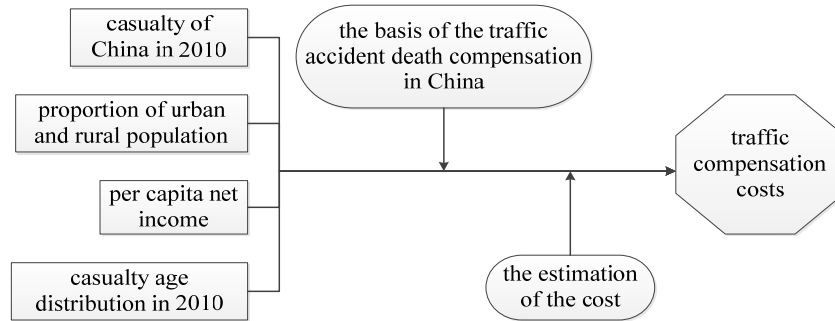 casualty of
China in 2010
proportion of urban
and rural population
per capita net
income
casualty age
distribution in 2010
the basis of the traffic
accident death compensation
in China
the estimation
of the cost
traffic
compensation
costs